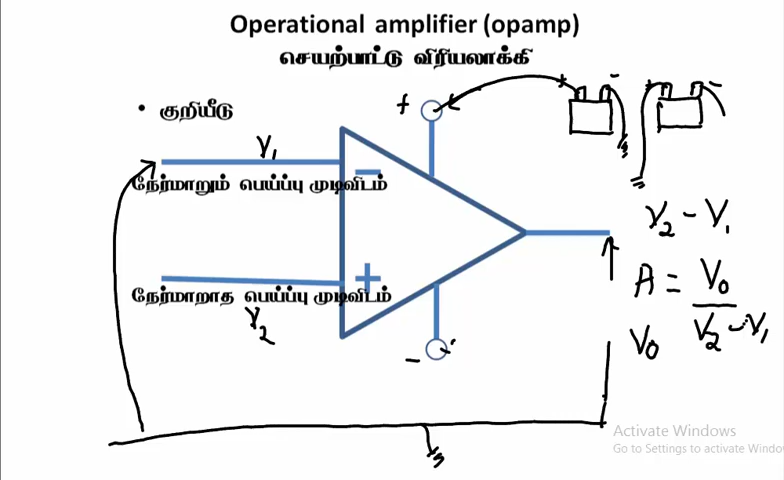 Operational amplifier (opamp)
செயற்பாட்டு விரியலாக்கி
• குறியீடு
+
V₁
−
நேர்மாறும் பெய்ப்பு முடிவிடம்
+
நேர்மாறாத பெய்ப்பு முடிவிடம்
V₂
−
+ −
+ −
V₂ − V₁
A = V₀ / V₂ − V₁
V₀
Activate Windows
Go to Settings to activate Windo